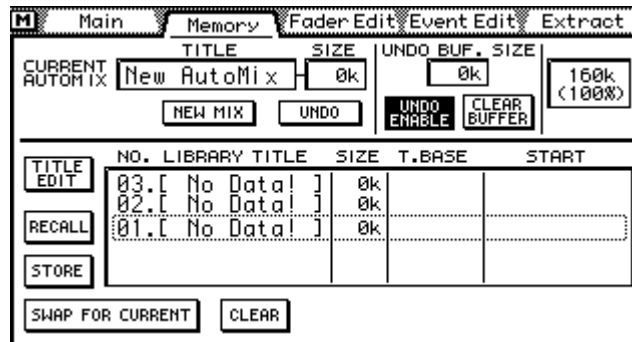 M Main Memory Fader Edit Event Edit Extract
TITLE SIZE UNDO BUF. SIZE
CURRENT AUTOMIX New AutoMix 0k 0k 160k (100%)
NEW MIX UNDO UNDO ENABLE CLEAR BUFFER
NO. LIBRARY TITLE SIZE T.BASE START
TITLE EDIT
03.[ No Data! ] 0k
02.[ No Data! ] 0k
RECALL 01.[ No Data! ] 0k
STORE
SWAP FOR CURRENT CLEAR